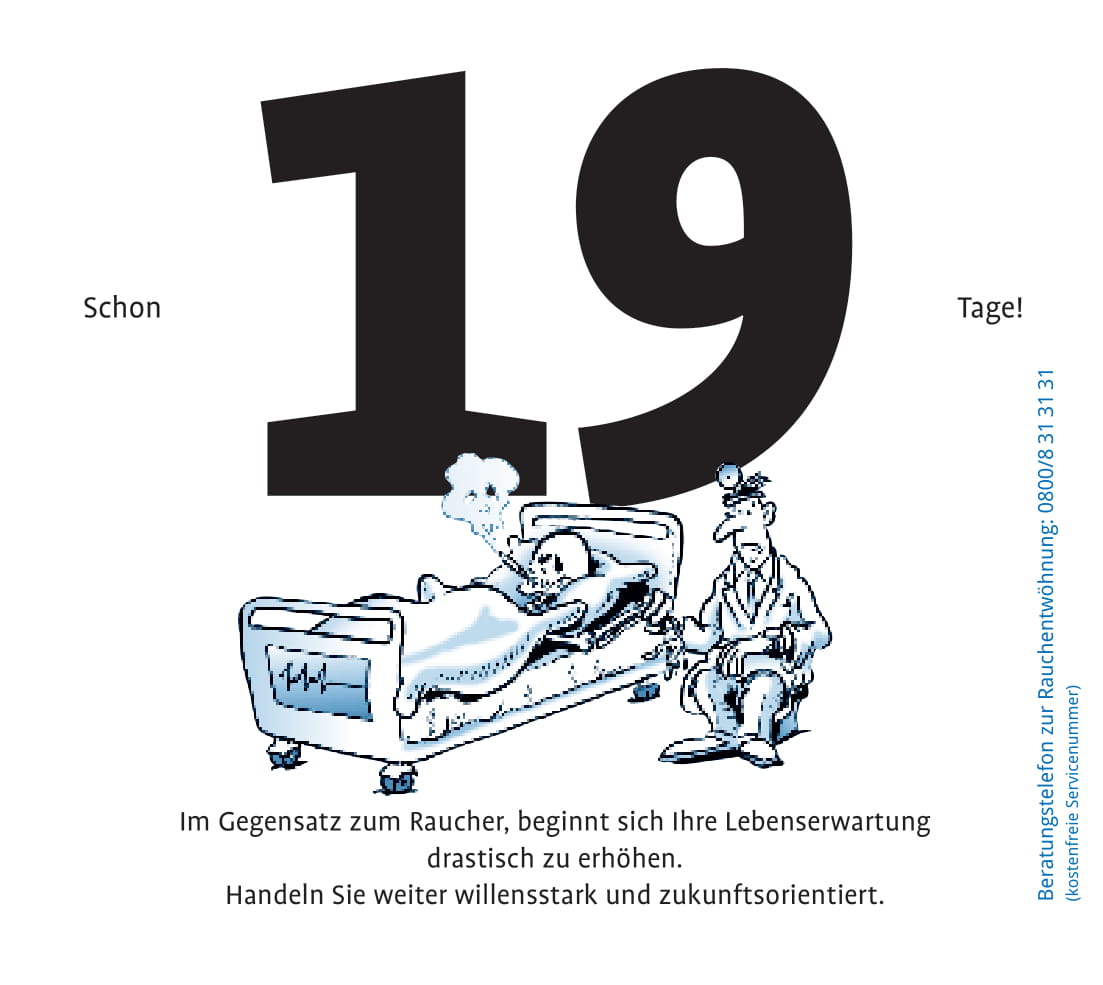 19
Schon
Tage!
Im Gegensatz zum Raucher, beginnt sich Ihre Lebenserwartung
drastisch zu erhöhen.
Handeln Sie weiter willensstark und zukunftsorientiert.
Beratungstelefon zur Rauchentwöhnung: 0800/8 31 31 31
(kostenfreie Servicenummer)